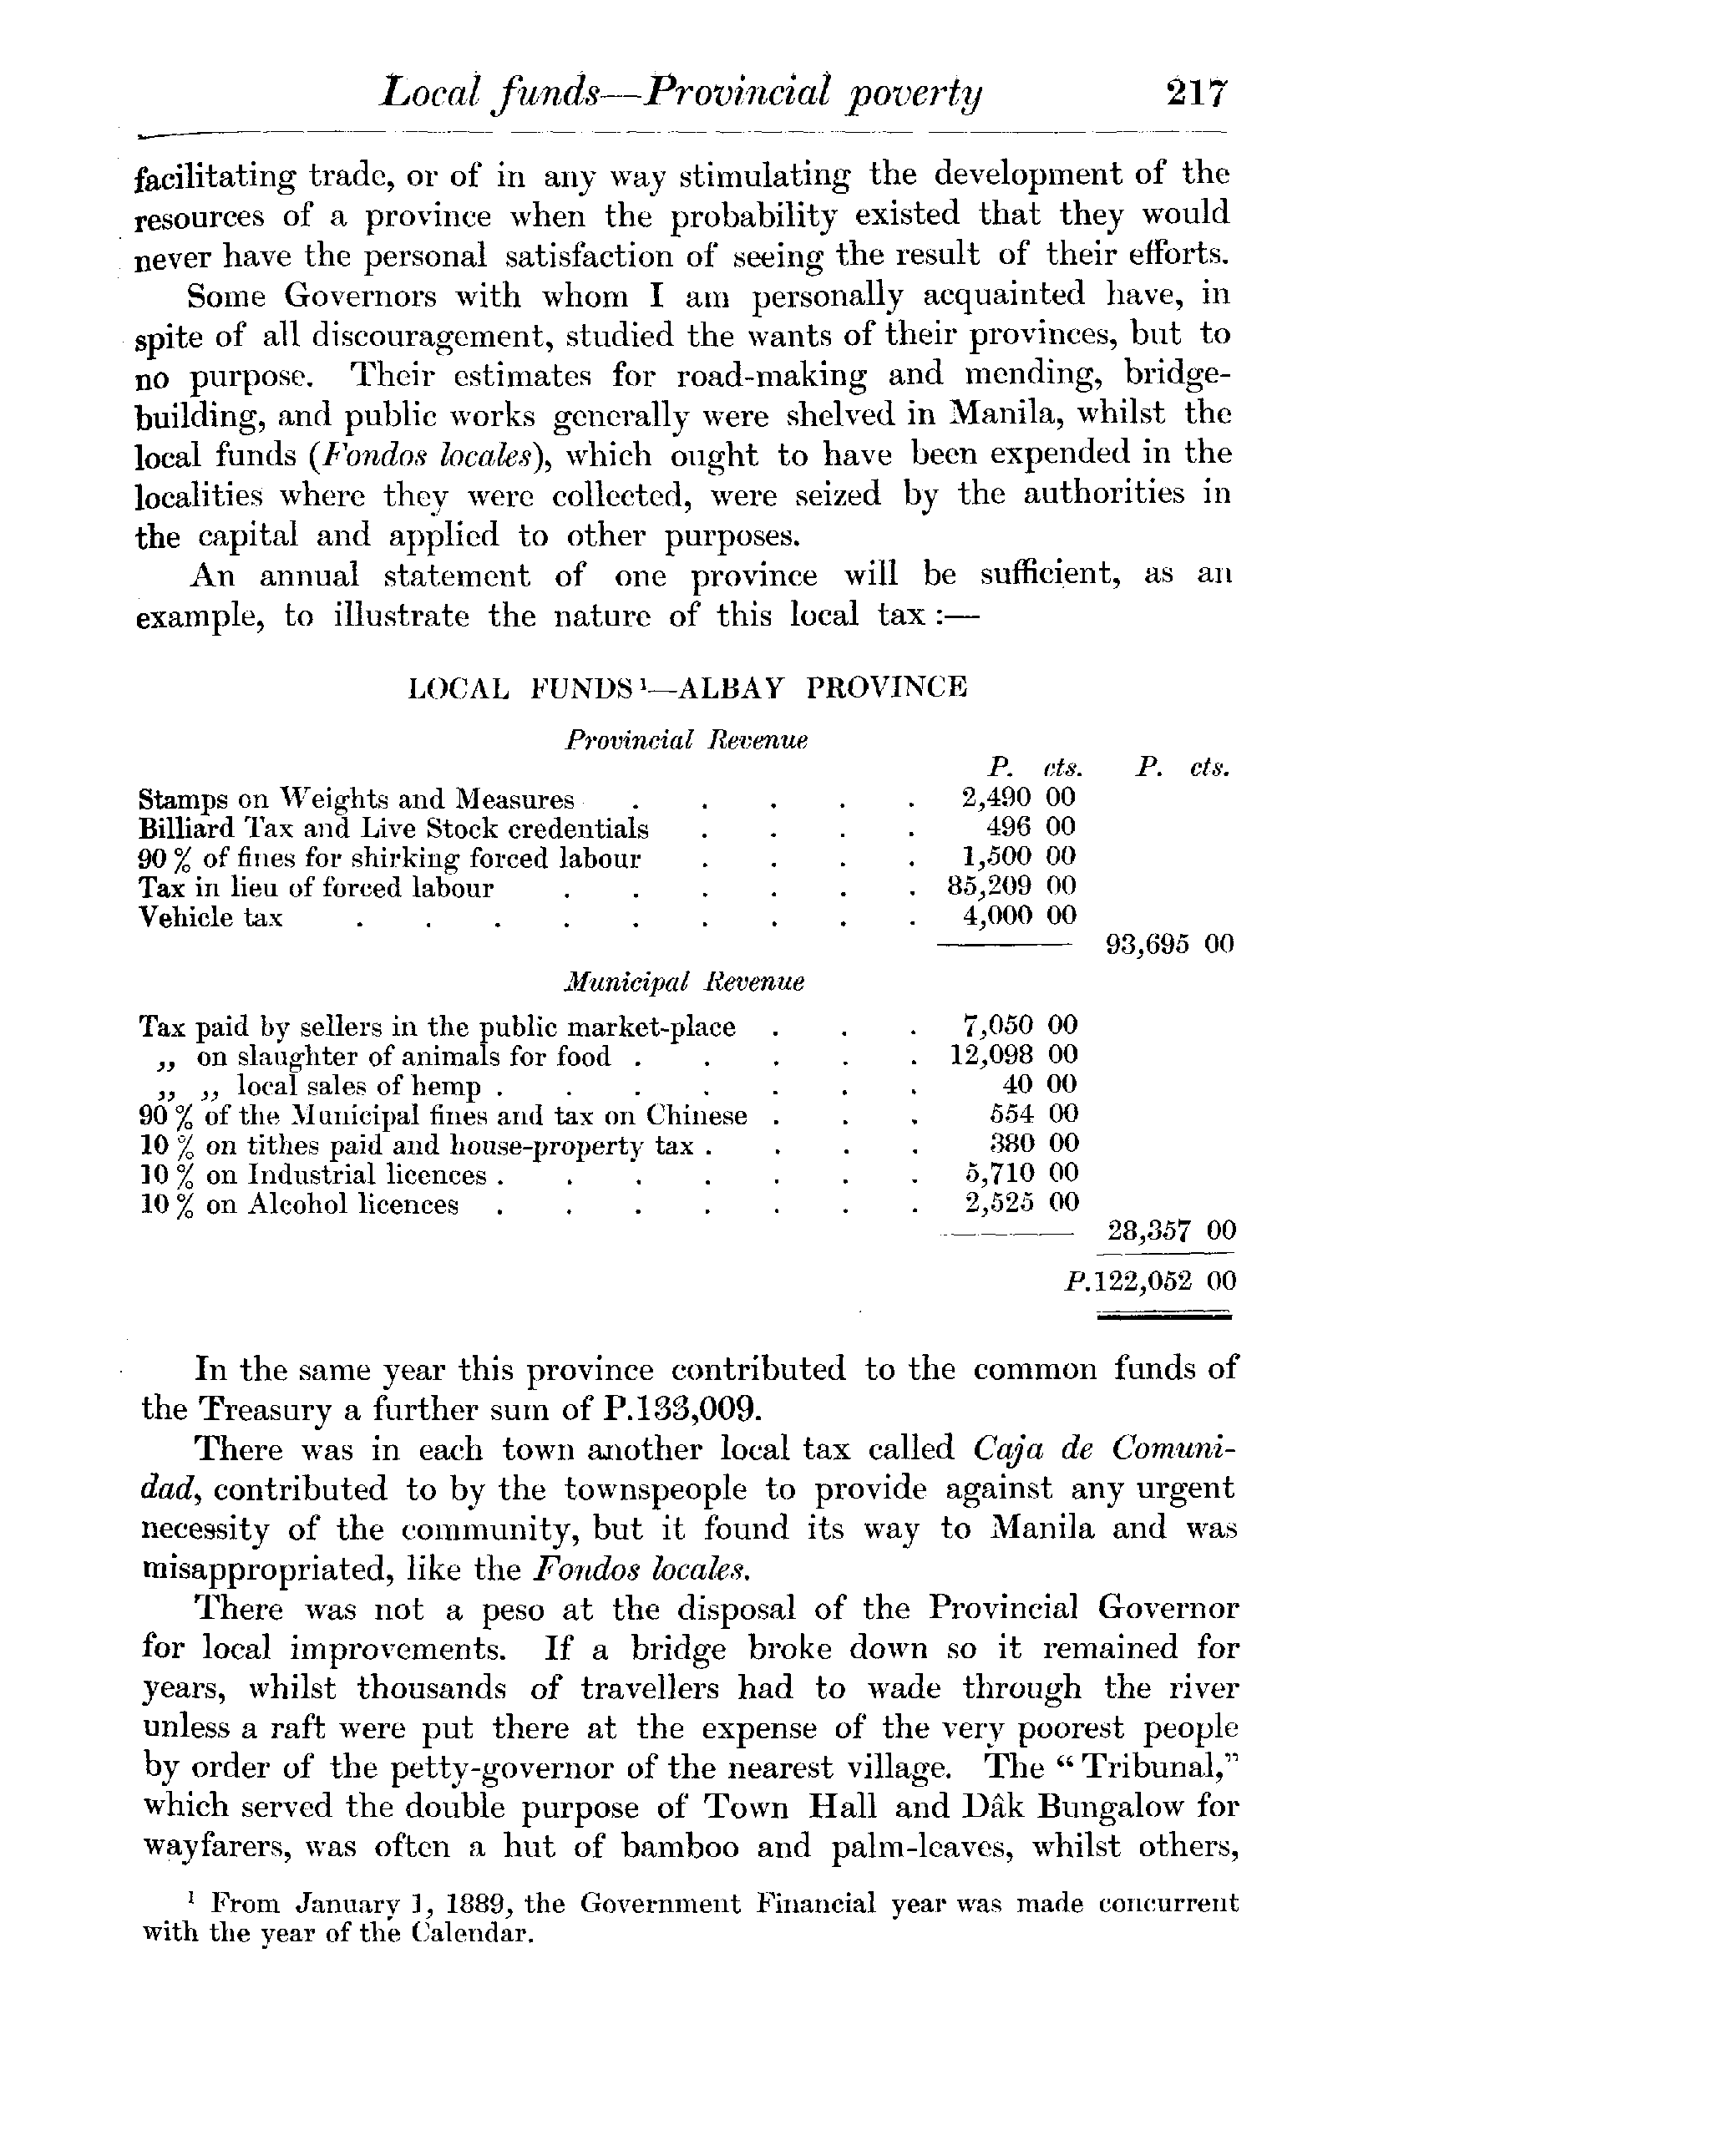 Local funds—Provincial poverty 217
facilitating trade, or of in any way stimulating the development of the
resources of a province when the probability existed that they would
never have the personal satisfaction of seeing the result of their efforts.
Some Governors with whom I am personally acquainted have, in
spite of all discouragement, studied the wants of their provinces, but to
no purpose. Their estimates for road-making and mending, bridge-
building, and public works generally were shelved in Manila, whilst the
local funds (Fondos locales), which ought to have been expended in the
localities where they were collected, were seized by the authorities in
the capital and applied to other purposes.
An annual statement of one province will be sufficient, as an
example, to illustrate the nature of this local tax :—
LOCAL FUNDS ¹—ALBAY PROVINCE
Provincial Revenue
P. cts. P. cts.
Stamps on Weights and Measures . . . . . 2,490 00
Billiard Tax and Live Stock credentials . . . . 496 00
90 % of fines for shirking forced labour . . . . 1,500 00
Tax in lieu of forced labour . . . . . . 85,209 00
Vehicle tax . . . . . . . . . 4,000 00
93,695 00
Municipal Revenue
Tax paid by sellers in the public market-place . . . 7,050 00
„ on slaughter of animals for food . . . . . 12,098 00
„ „ local sales of hemp . . . . . . . 40 00
90 % of the Municipal fines and tax on Chinese . . . 554 00
10 % on tithes paid and house-property tax . . . . 380 00
10 % on Industrial licences . . . . . . . 5,710 00
10 % on Alcohol licences . . . . . . . 2,525 00
28,357 00
P.122,052 00
In the same year this province contributed to the common funds of
the Treasury a further sum of P.133,009.
There was in each town another local tax called Caja de Comuni-
dad, contributed to by the townspeople to provide against any urgent
necessity of the community, but it found its way to Manila and was
misappropriated, like the Fondos locales.
There was not a peso at the disposal of the Provincial Governor
for local improvements. If a bridge broke down so it remained for
years, whilst thousands of travellers had to wade through the river
unless a raft were put there at the expense of the very poorest people
by order of the petty-governor of the nearest village. The “Tribunal,”
which served the double purpose of Town Hall and Dâk Bungalow for
wayfarers, was often a hut of bamboo and palm-leaves, whilst others,
¹ From January 1, 1889, the Government Financial year was made concurrent
with the year of the Calendar.